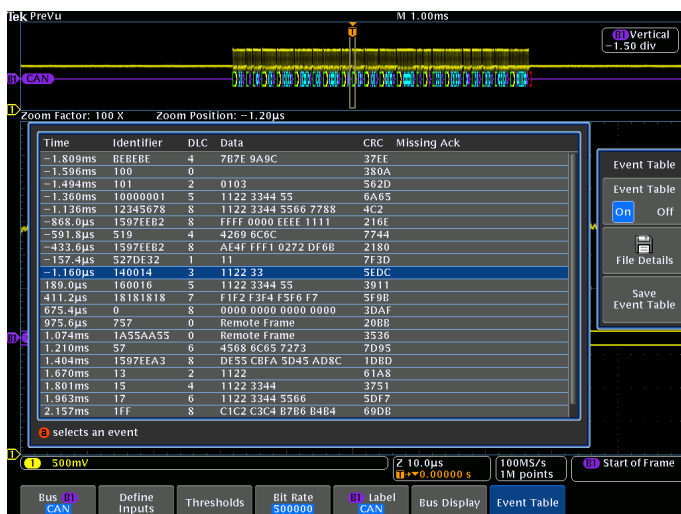 Tek PreVu M 1.00ms
T
B1 Vertical
−1.50 div
B1 CAN
1
Zoom Factor: 100 X Zoom Position: −1.20µs
Time Identifier DLC Data CRC Missing Ack
−1.809ms BEBEBE 4 7B7E 9A9C 37EE
−1.596ms 100 0 380A
−1.494ms 101 2 0103 562D
−1.360ms 10000001 5 1122 3344 55 6A65
−1.136ms 12345678 8 1122 3344 5566 7788 4C2
−868.0µs 1597EEB2 8 FFFF 0000 EEEE 1111 216E
−591.8µs 519 4 4269 6C6C 7744
−433.6µs 1597EEB2 8 AE4F FFF1 0272 DF6B 2180
−157.4µs 527DE32 1 11 7F3D
−1.160µs 140014 3 1122 33 5EDC
189.0µs 160016 5 1122 3344 55 3911
411.2µs 18181818 7 F1F2 F3F4 F5F6 F7 5F9B
675.4µs 0 8 0000 0000 0000 0000 3DAF
975.6µs 757 0 Remote Frame 20BB
1.074ms 1A55AA55 0 Remote Frame 3536
1.210ms 57 6 4568 6C65 7273 7D95
1.404ms 1597EEA3 8 DE55 CBFA 5D45 AD8C 1DBD
1.670ms 13 2 1122 61A8
1.801ms 15 4 1122 3344 3751
1.963ms 17 6 1122 3344 5566 5DF7
2.157ms 1FF 8 C1C2 C3C4 B7B6 B4B4 69DB
a selects an event
Event Table
Event Table
On Off
File Details
Save
Event Table
B1
1
1 500mV
Z 10.0µs
T→▾0.00000 s
100MS/s
1M points
B1 Start of Frame
Bus B1
CAN
Define
Inputs
Thresholds
Bit Rate
500000
B1 Label
CAN
Bus Display
Event Table